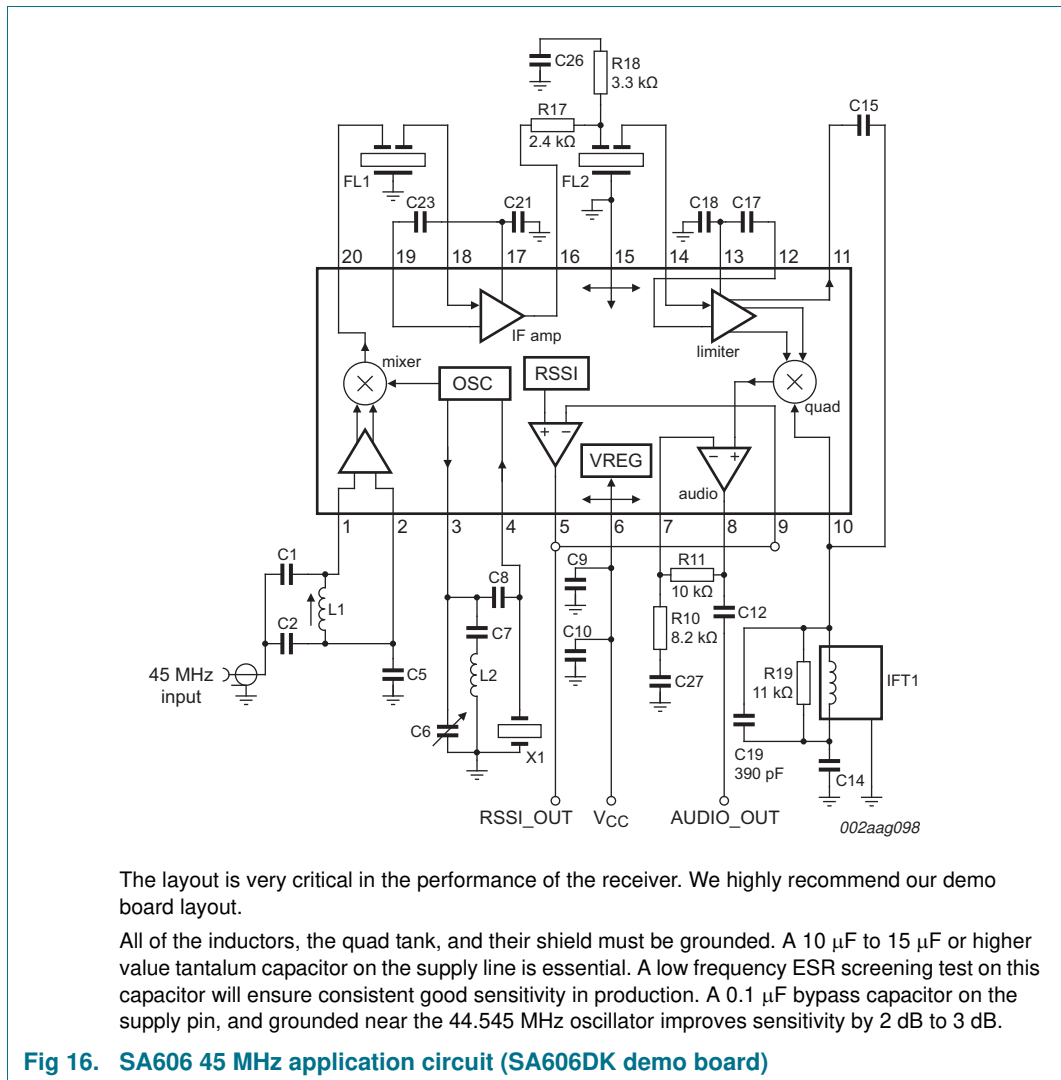 C26
R18
3.3 kΩ
C15
R17
2.4 kΩ
FL1
FL2
C23
C21
C18
C17
20 19 18 17 16 15 14 13 12 11
IF amp
limiter
mixer
OSC
RSSI
quad
+ −
VREG
− +
audio
1 2 3 4 5 6 7 8 9 10
C1
C8
C9
R11
10 kΩ
L1
C2
C7
C10
R10
8.2 kΩ
C12
L2
45 MHz
input
C5
C27
R19
11 kΩ
IFT1
C6
X1
C19
390 pF
C14
RSSI_OUT VCC AUDIO_OUT
002aag098
The layout is very critical in the performance of the receiver. We highly recommend our demo
board layout.
All of the inductors, the quad tank, and their shield must be grounded. A 10 μF to 15 μF or higher
value tantalum capacitor on the supply line is essential. A low frequency ESR screening test on this
capacitor will ensure consistent good sensitivity in production. A 0.1 μF bypass capacitor on the
supply pin, and grounded near the 44.545 MHz oscillator improves sensitivity by 2 dB to 3 dB.
Fig 16. SA606 45 MHz application circuit (SA606DK demo board)